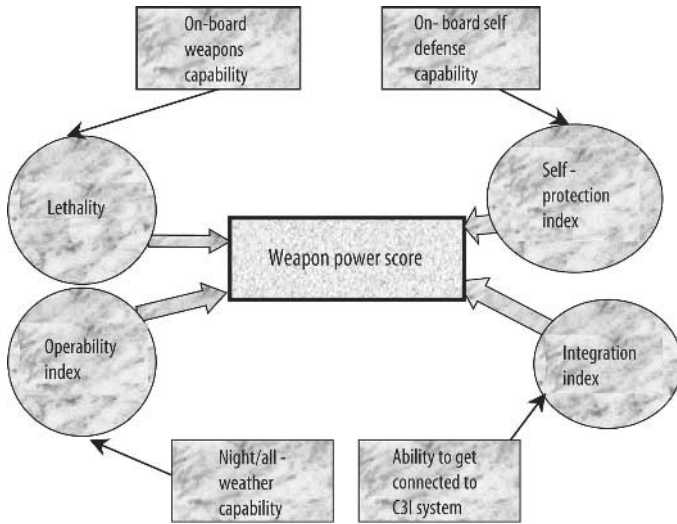 On-board
weapons
capability
On- board self
defense
capability
Lethality
Self -
protection
index
Weapon power score
Operability
index
Integration
index
Night/all -
weather
capability
Ability to get
connected to
C3I system